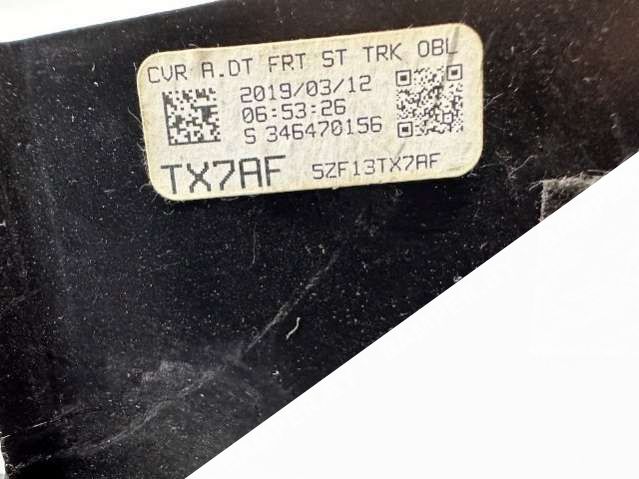 CVR A.DT FRT ST TRK OBL
2019/03/12
06:53:26
S 346470156
TX7AF 5ZF13TX7AF